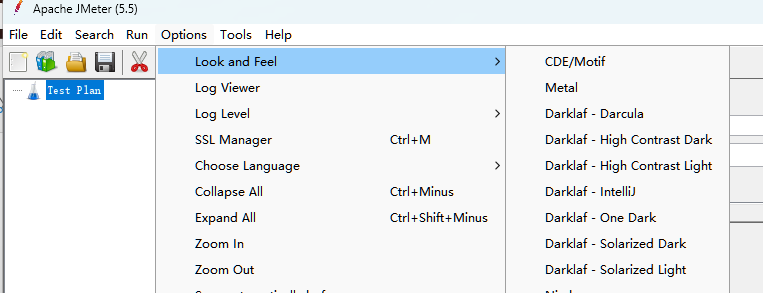 Apache JMeter (5.5)
File Edit Search Run Options Tools Help
Look and Feel
Log Viewer
Log Level
SSL Manager Ctrl+M
Choose Language
Collapse All Ctrl+Minus
Expand All Ctrl+Shift+Minus
Zoom In
Zoom Out
CDE/Motif
Metal
Darklaf - Darcula
Darklaf - High Contrast Dark
Darklaf - High Contrast Light
Darklaf - IntelliJ
Darklaf - One Dark
Darklaf - Solarized Dark
Darklaf - Solarized Light
Test Plan